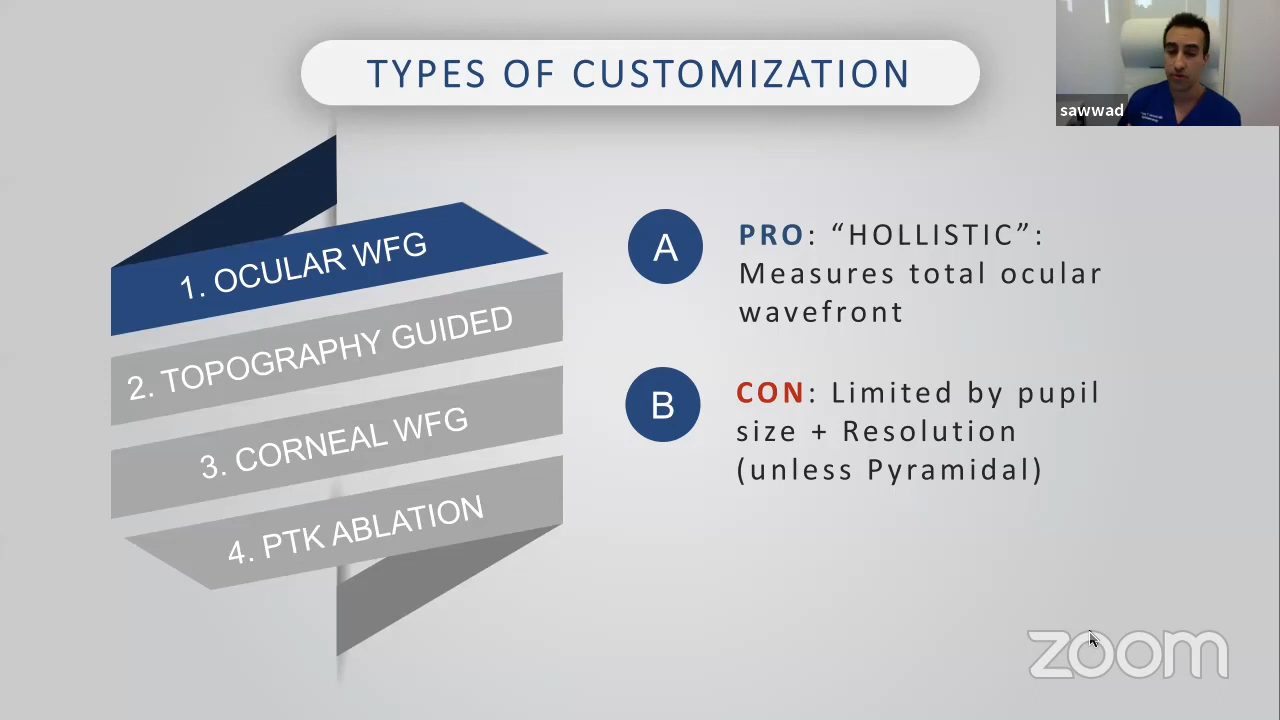 TYPES OF CUSTOMIZATION
sawwad
1. OCULAR WFG
2. TOPOGRAPHY GUIDED
3. CORNEAL WFG
4. PTK ABLATION
A
PRO: “HOLLISTIC”:
Measures total ocular
wavefront
B
CON: Limited by pupil
size + Resolution
(unless Pyramidal)
zoom